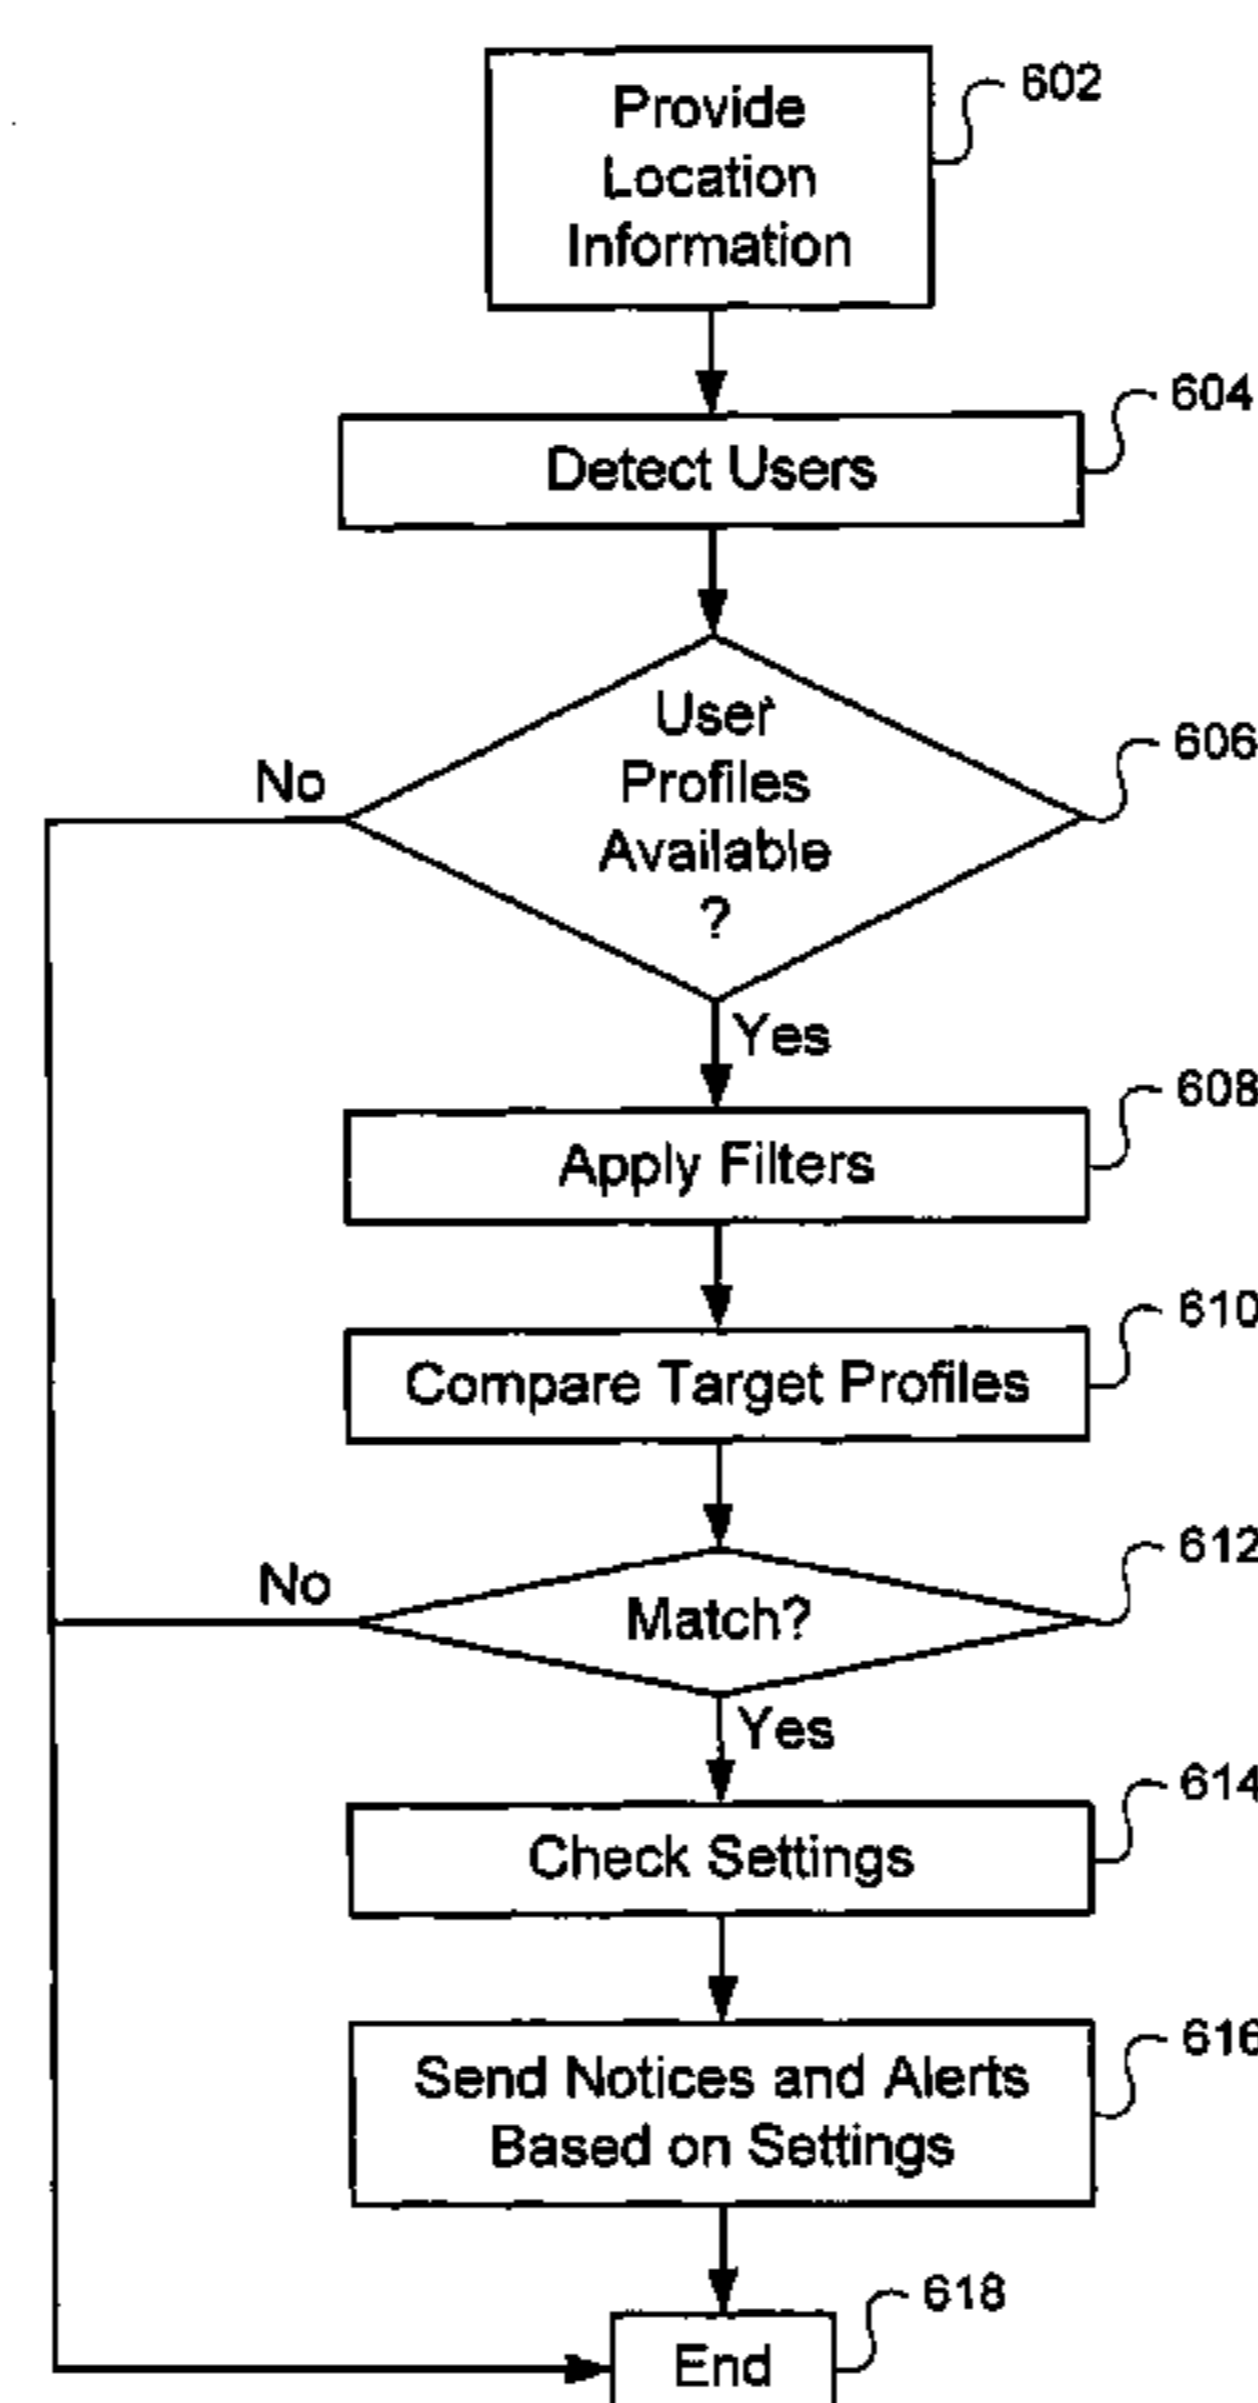 Provide
Location
Information
602
Detect Users
604
User
Profiles
Available
?
606
No
Yes
Apply Filters
608
Compare Target Profiles
610
Match?
612
No
Yes
Check Settings
614
Send Notices and Alerts
Based on Settings
616
End
618